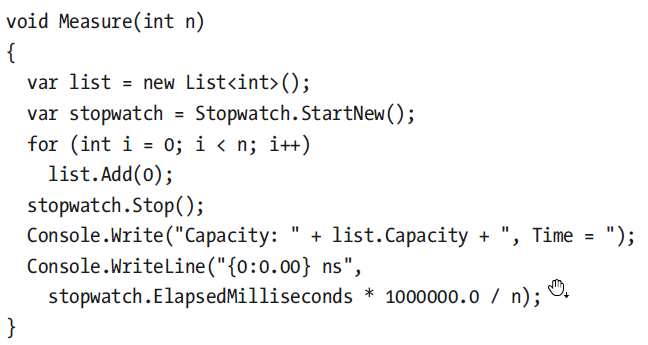 void Measure(int n)
{
  var list = new List<int>();
  var stopwatch = Stopwatch.StartNew();
  for (int i = 0; i < n; i++)
    list.Add(0);
  stopwatch.Stop();
  Console.Write("Capacity: " + list.Capacity + ", Time = ");
  Console.WriteLine("{0:0.00} ns",
    stopwatch.ElapsedMilliseconds * 1000000.0 / n);
}